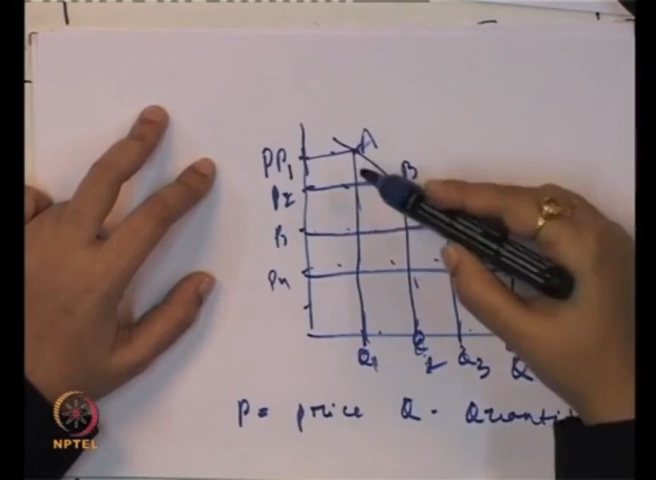 A
PP1
B
P2
P3
P4
Q1 Q2 Q3 Q
P = price Q - Quanti
NPTEL